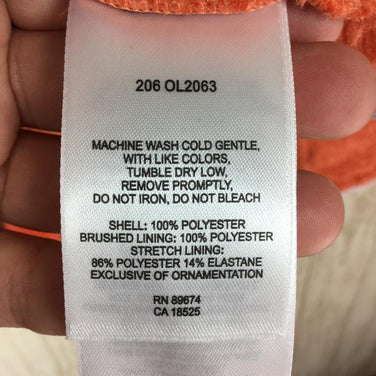 206 OL2063
MACHINE WASH COLD GENTLE,
WITH LIKE COLORS,
TUMBLE DRY LOW,
REMOVE PROMPTLY,
DO NOT IRON, DO NOT BLEACH
SHELL: 100% POLYESTER
BRUSHED LINING: 100% POLYESTER
STRETCH LINING:
86% POLYESTER 14% ELASTANE
EXCLUSIVE OF ORNAMENTATION
RN 89674
CA 18525